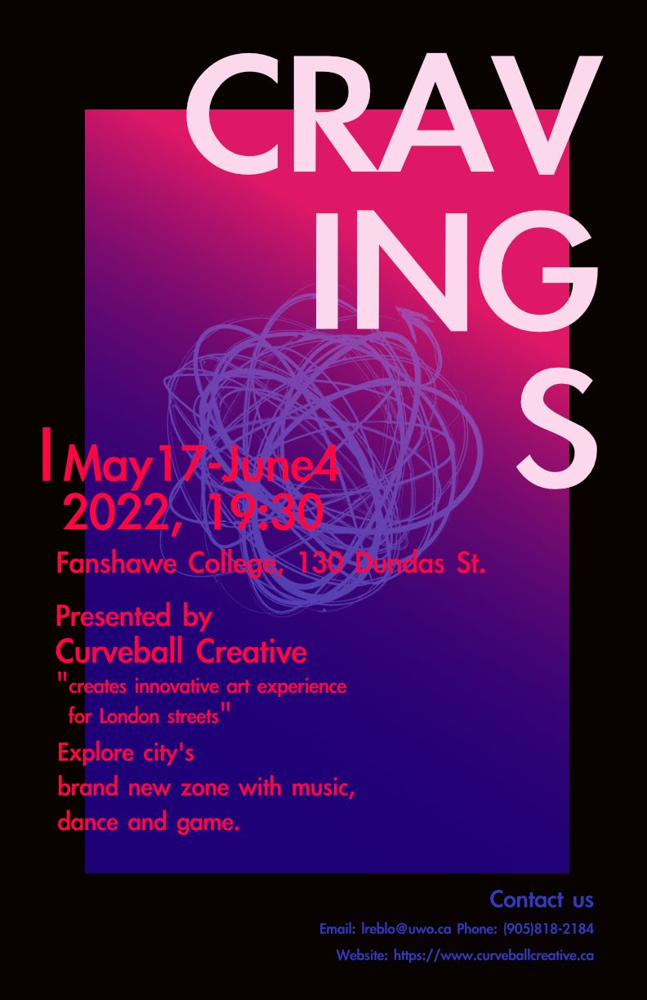 CRAV
ING
S
May17-June4
2022, 19:30
Fanshawe College, 130 Dundas St.
Presented by
Curveball Creative
"creates innovative art experience
for London streets"
Explore city's
brand new zone with music,
dance and game.
Contact us
Email: lreblo@uwo.ca Phone: (905)818-2184
Website: https://www.curveballcreative.ca